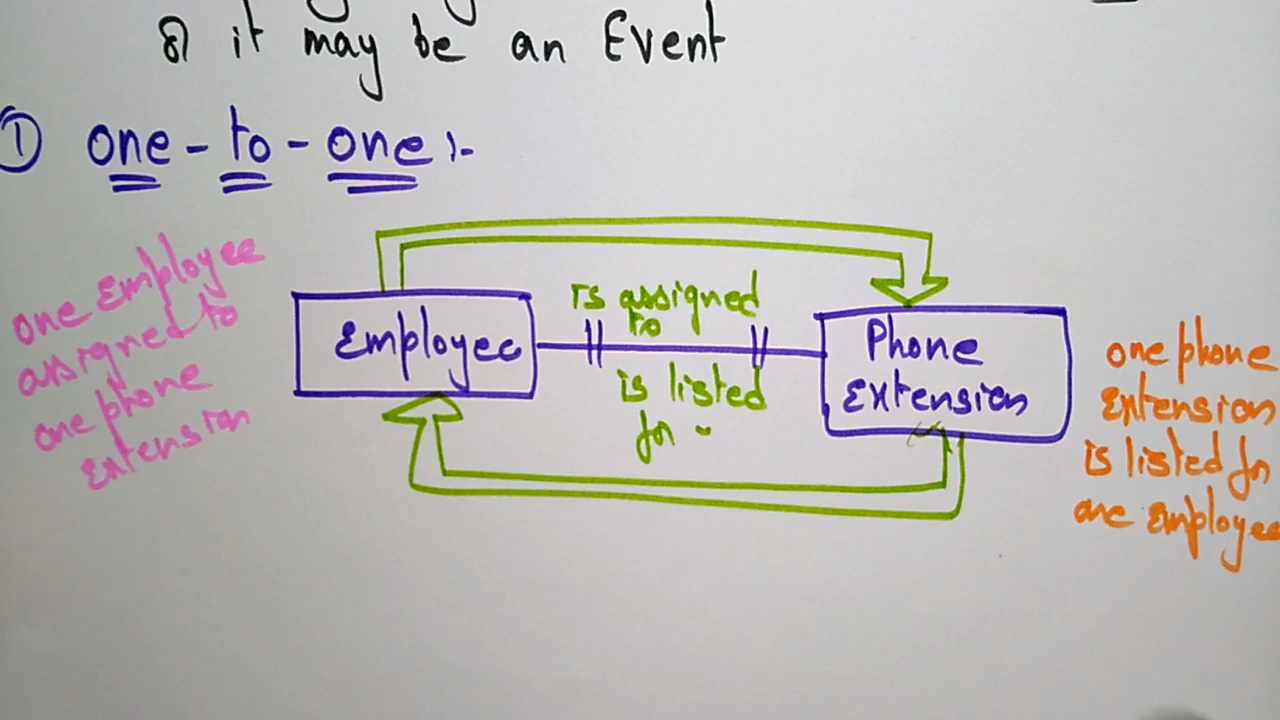 it may be an Event
① one-to-one :-
one Employee
assigned to
one phone
Extension
Employee
is assigned
to
is listed
for -
Phone
Extension
one phone
Extension
is listed for
one Employee